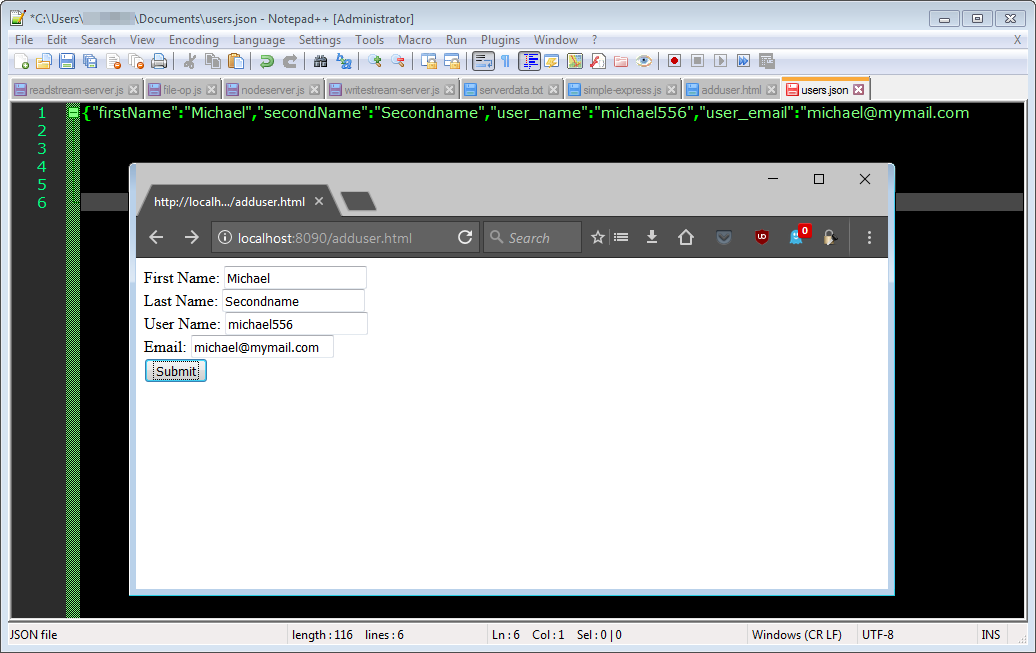 *C:\Users\ \Documents\users.json - Notepad++ [Administrator]
File Edit Search View Encoding Language Settings Tools Macro Run Plugins Window ? X
readstream-server.js file-op.js nodeserver.js writestream-server.js serverdata.txt simple-express.js adduser.html users.json
1 {"firstName":"Michael","secondName":"Secondname","user_name":"michael556","user_email":"michael@mymail.com
2
3
4
5
6
http://localh.../adduser.html
localhost:8090/adduser.html Search 0
First Name: Michael
Last Name: Secondname
User Name: michael556
Email: michael@mymail.com
Submit
JSON file length : 116 lines : 6 Ln : 6 Col : 1 Sel : 0 | 0 Windows (CR LF) UTF-8 INS